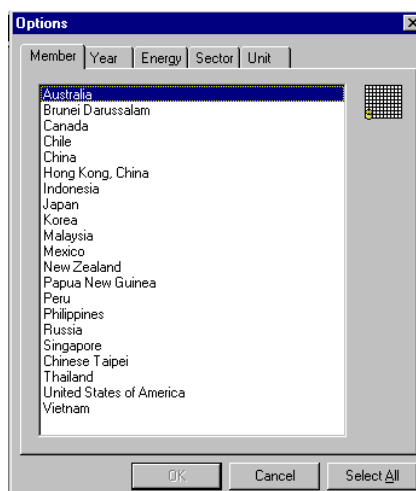 Options
Member Year Energy Sector Unit
Australia
Brunei Darussalam
Canada
Chile
China
Hong Kong, China
Indonesia
Japan
Korea
Malaysia
Mexico
New Zealand
Papua New Guinea
Peru
Philippines
Russia
Singapore
Chinese Taipei
Thailand
United States of America
Vietnam
OK Cancel Select All